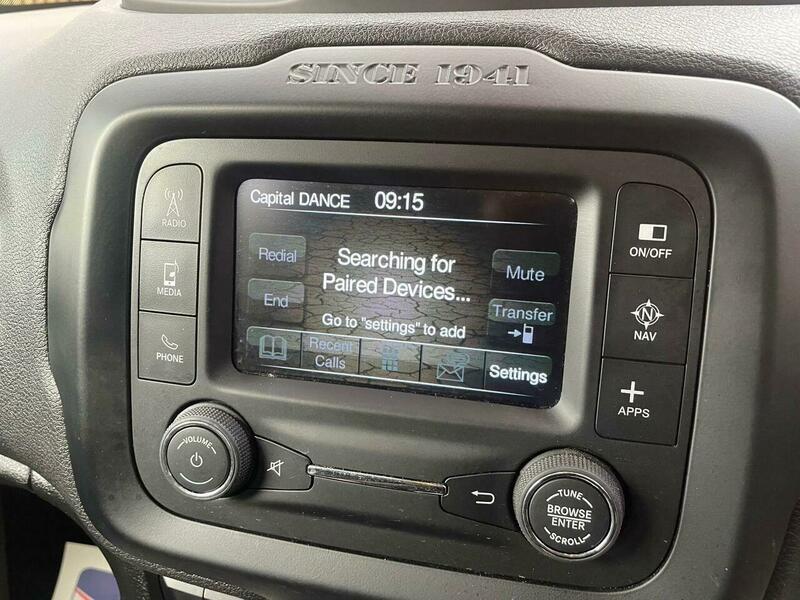 SINCE 1941
Capital DANCE 09:15
RADIO
MEDIA
PHONE
Redial
End
Searching for
Paired Devices...
Go to "settings" to add
Mute
Transfer
Recent
Calls
Settings
ON/OFF
N
NAV
APPS
VOLUME
TUNE
BROWSE
ENTER
SCROLL